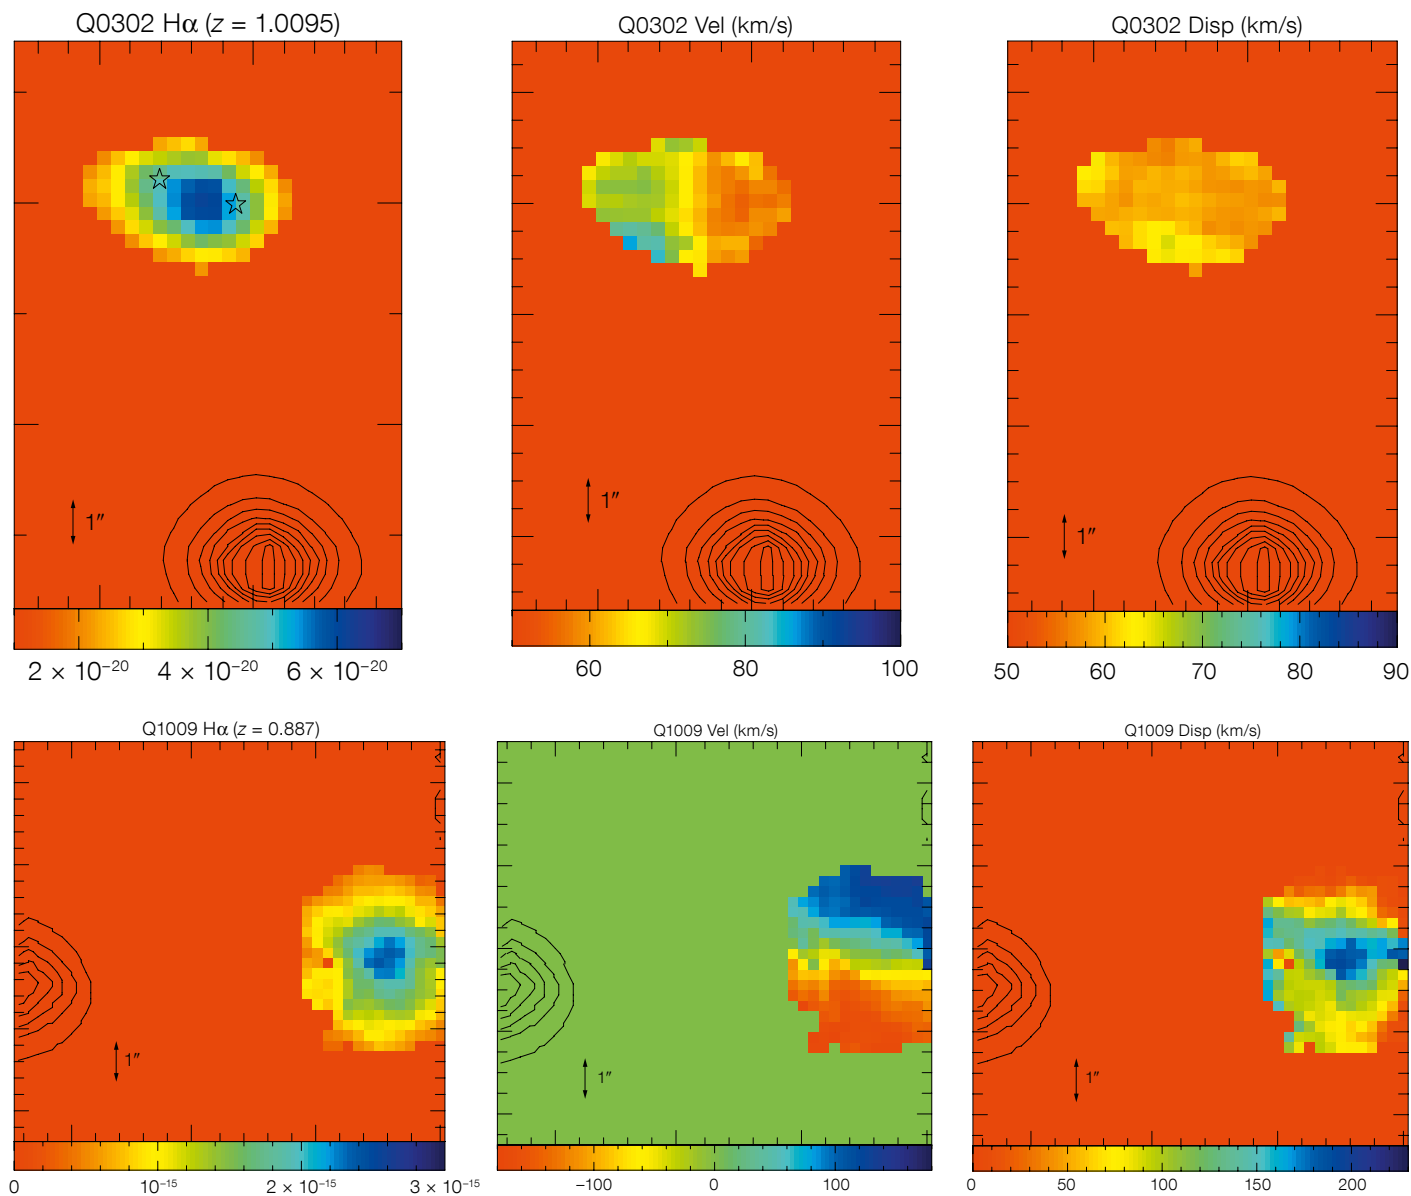 Q0302 Hα (z = 1.0095)
Q0302 Vel (km/s)
Q0302 Disp (km/s)
1″
1″
1″
2 × 10⁻²⁰ 4 × 10⁻²⁰ 6 × 10⁻²⁰
60 80 100
50 60 70 80 90
Q1009 Hα (z = 0.887)
Q1009 Vel (km/s)
Q1009 Disp (km/s)
1″
1″
1″
0 10⁻¹⁵ 2 × 10⁻¹⁵ 3 × 10⁻¹⁵
−100 0 100
0 50 100 150 200